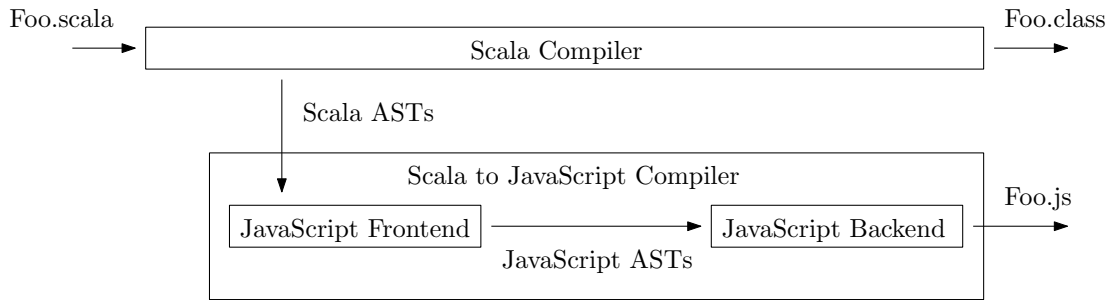 Foo.scala
Foo.class
Scala Compiler
Scala ASTs
Scala to JavaScript Compiler
Foo.js
JavaScript Frontend
JavaScript Backend
JavaScript ASTs